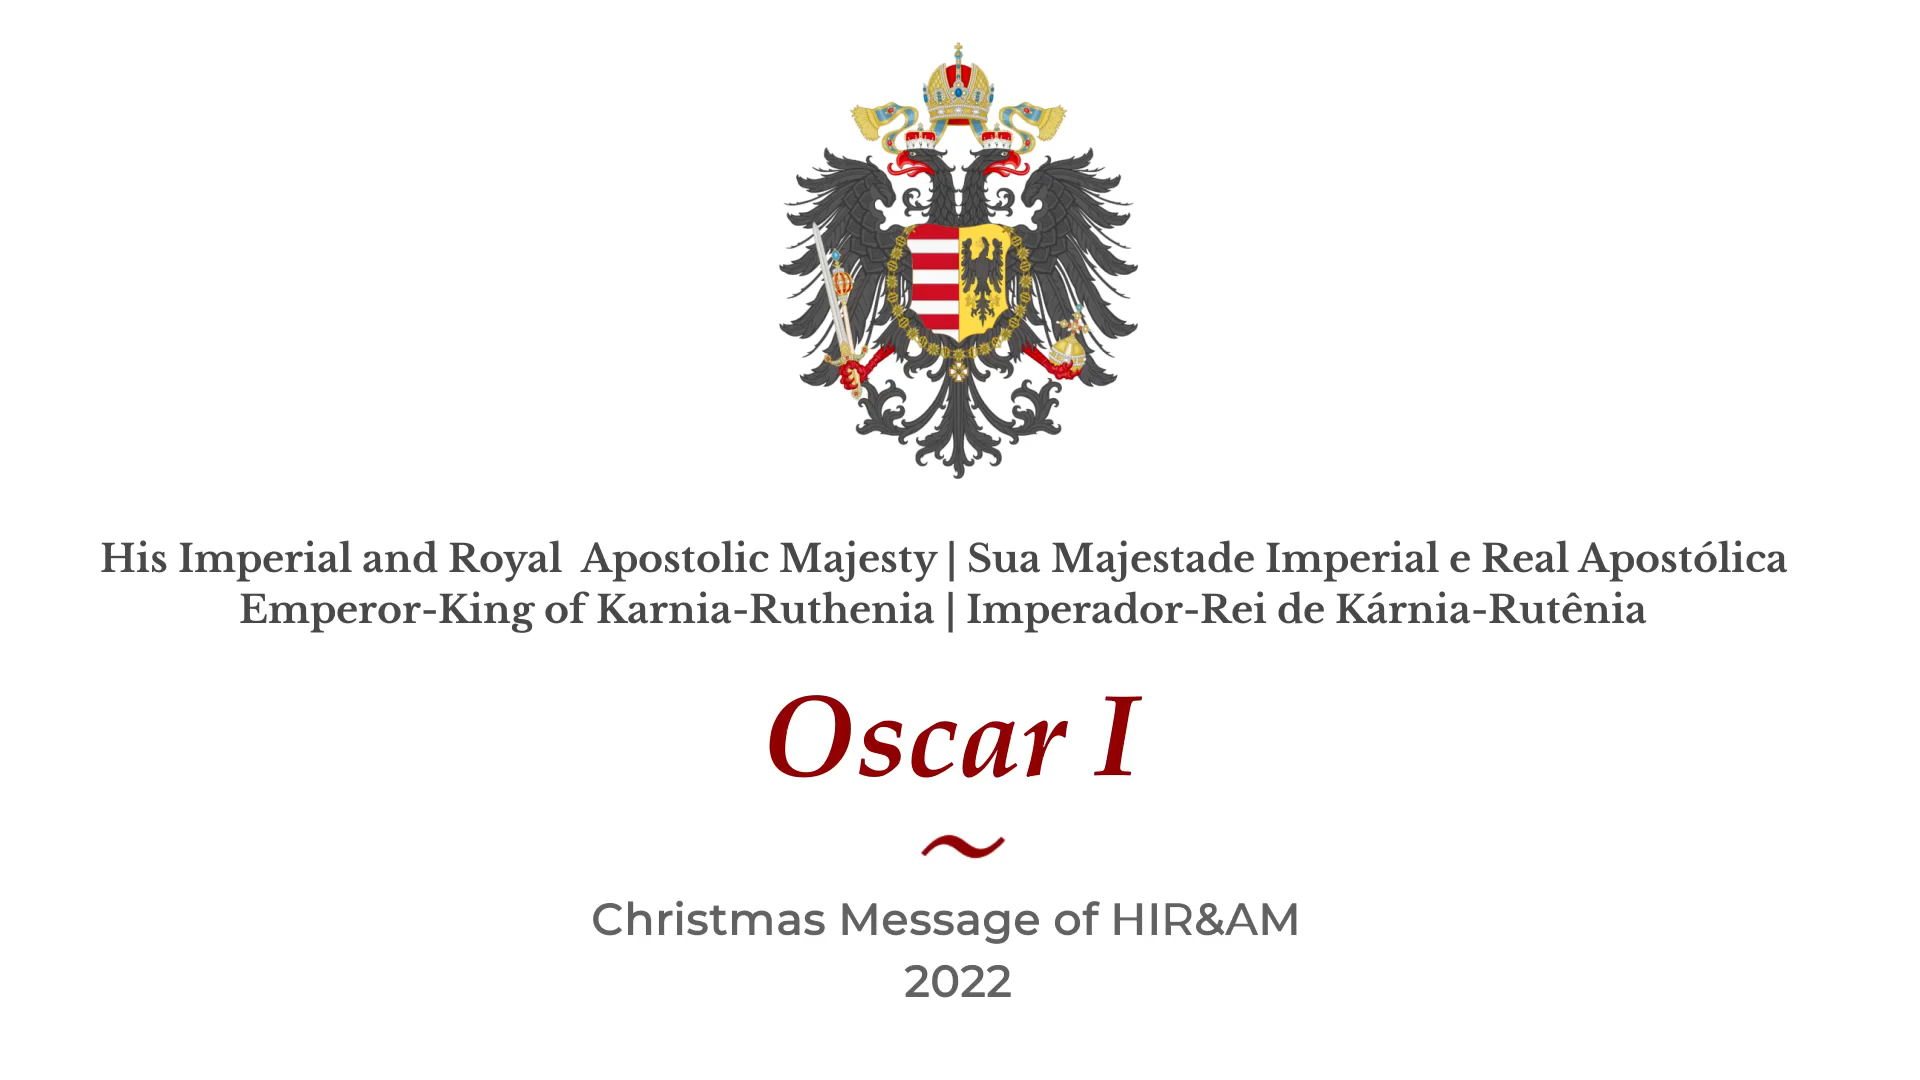 His Imperial and Royal  Apostolic Majesty | Sua Majestade Imperial e Real Apostólica
Emperor-King of Karnia-Ruthenia | Imperador-Rei de Kárnia-Rutênia
Oscar I
~
Christmas Message of HIR&AM
2022